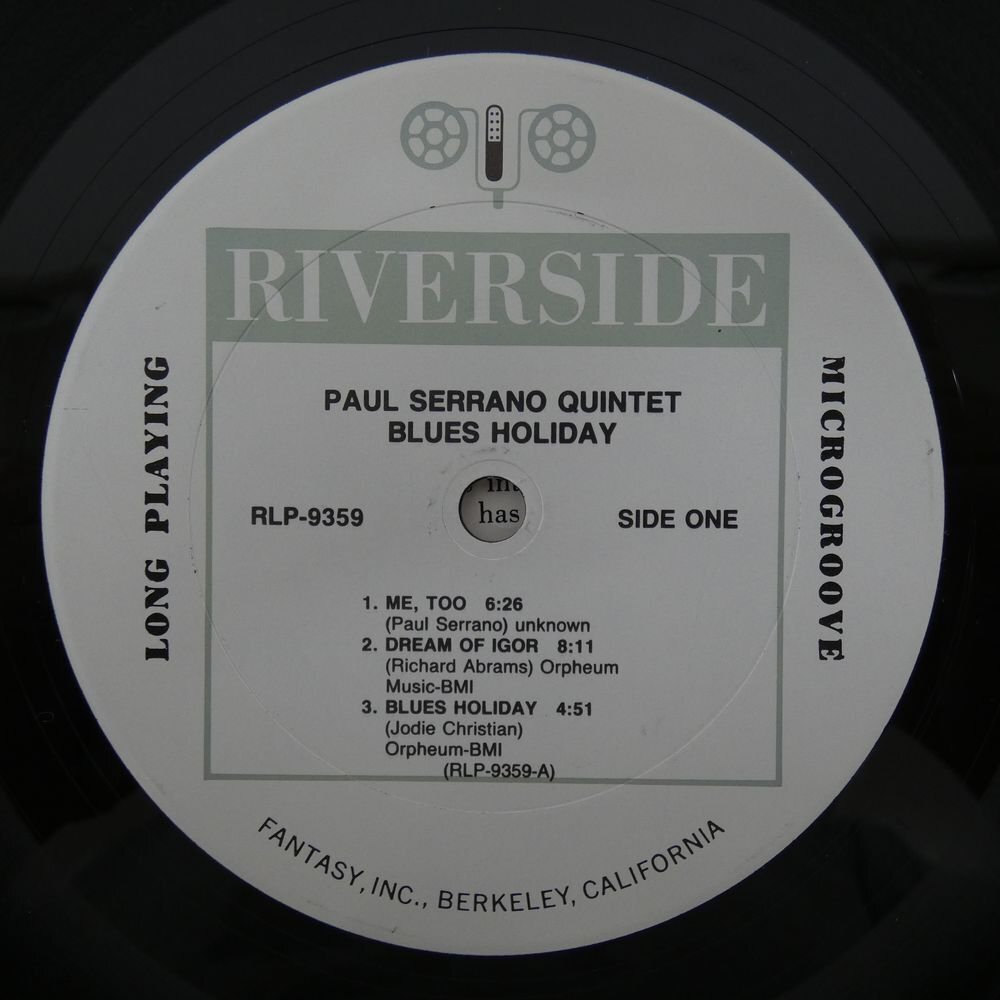 RIVERSIDE
LONG PLAYING
MICROGROOVE
PAUL SERRANO QUINTET
BLUES HOLIDAY
RLP-9359
has
SIDE ONE
1. ME, TOO 6:26
(Paul Serrano) unknown
2. DREAM OF IGOR 8:11
(Richard Abrams) Orpheum
Music-BMI
3. BLUES HOLIDAY 4:51
(Jodie Christian)
Orpheum-BMI
(RLP-9359-A)
FANTASY, INC., BERKELEY, CALIFORNIA